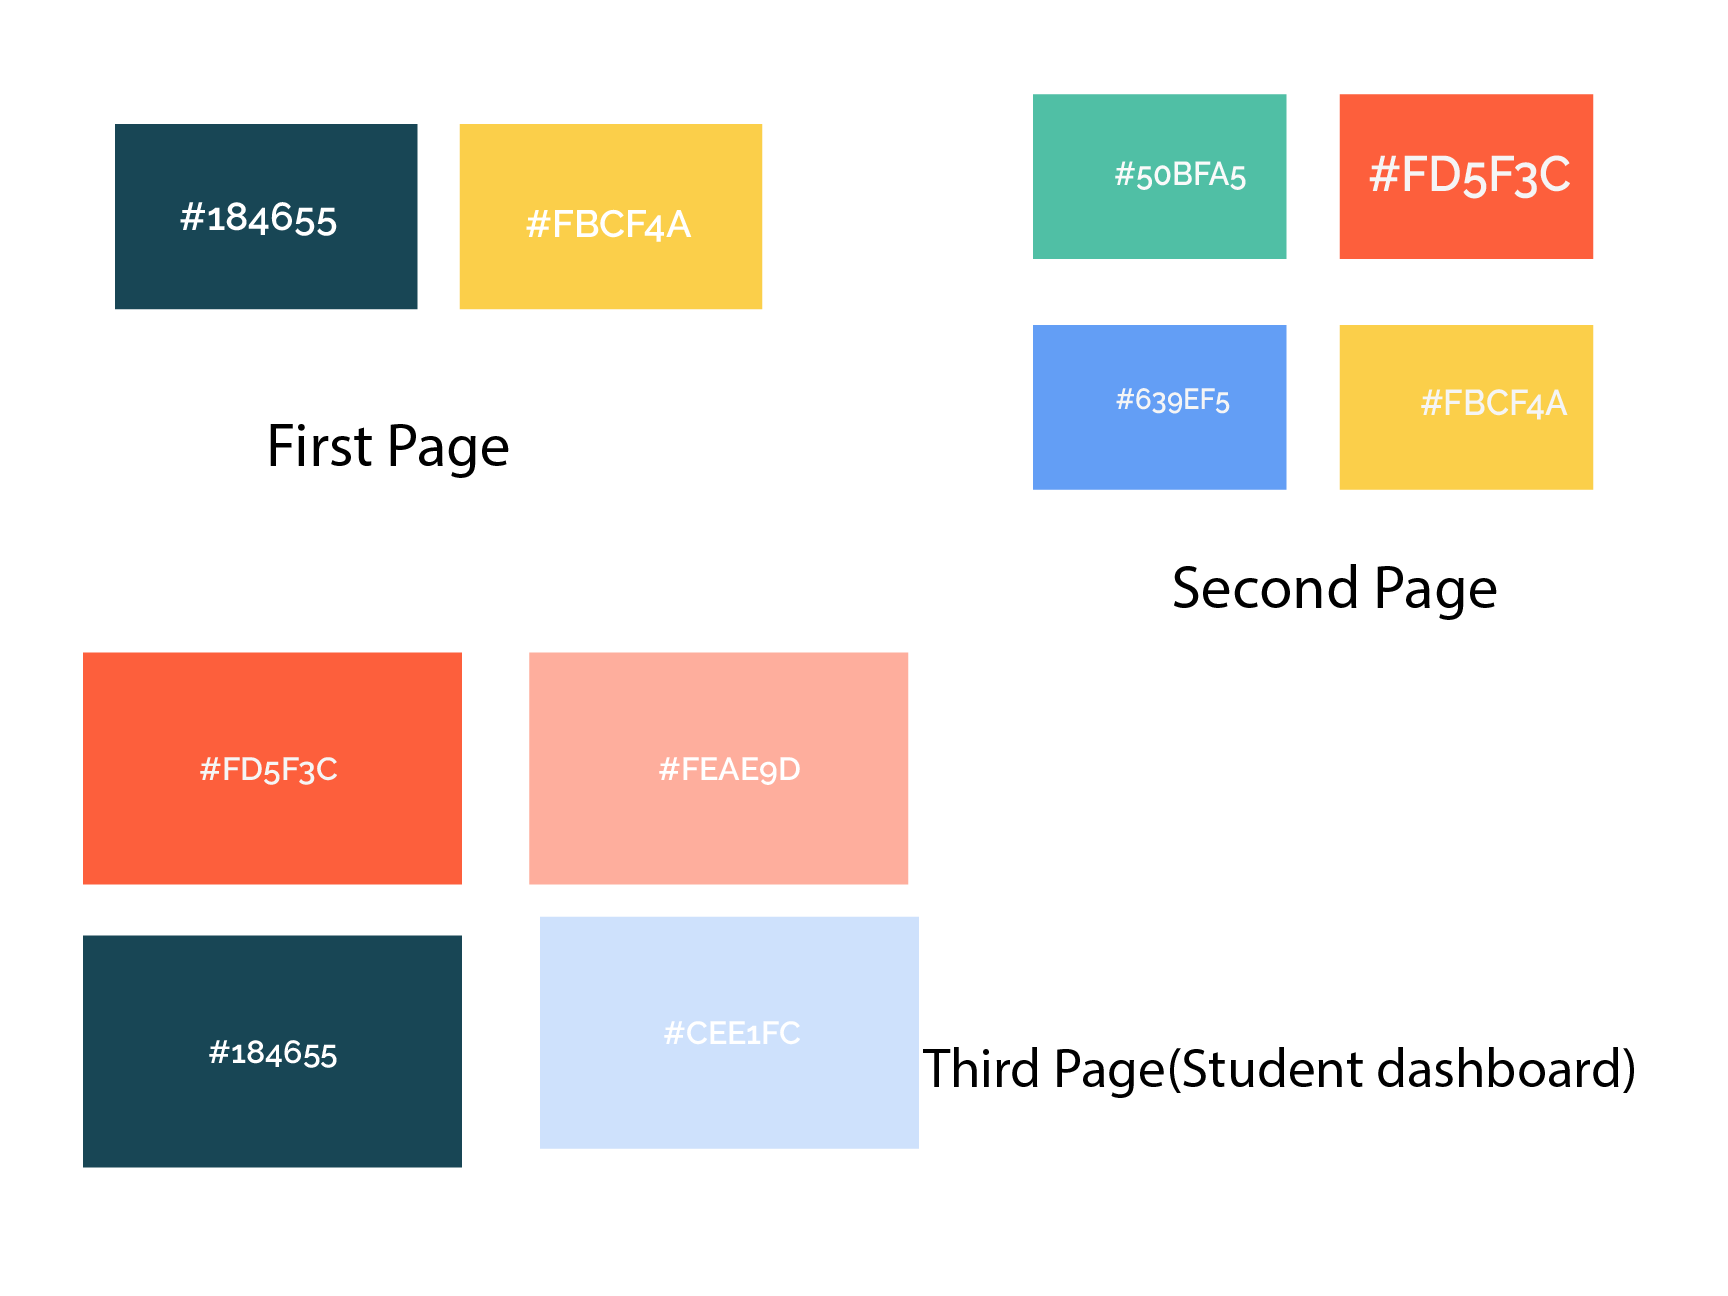 #184655
#FBCF4A
First Page
#50BFA5
#FD5F3C
#639EF5
#FBCF4A
Second Page
#FD5F3C
#FEAE9D
#184655
#CEE1FC
Third Page(Student dashboard)